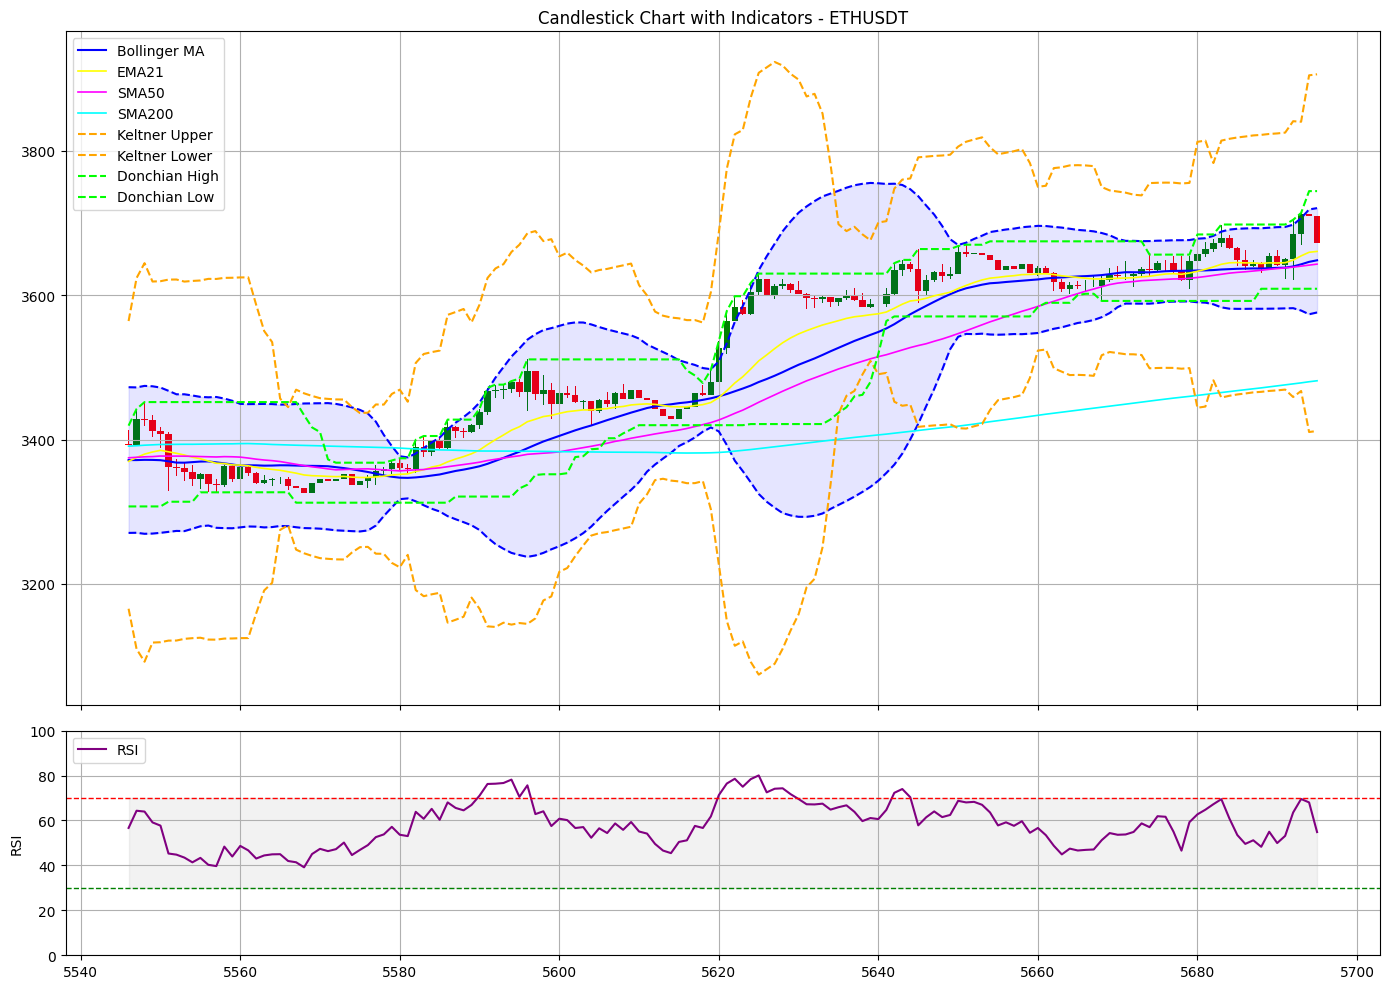 Candlestick Chart with Indicators - ETHUSDT
Bollinger MA
EMA21
SMA50
SMA200
Keltner Upper
Keltner Lower
Donchian High
Donchian Low
3800
3600
3400
3200
RSI
100
80
60
40
20
0
RSI
5540
5560
5580
5600
5620
5640
5660
5680
5700